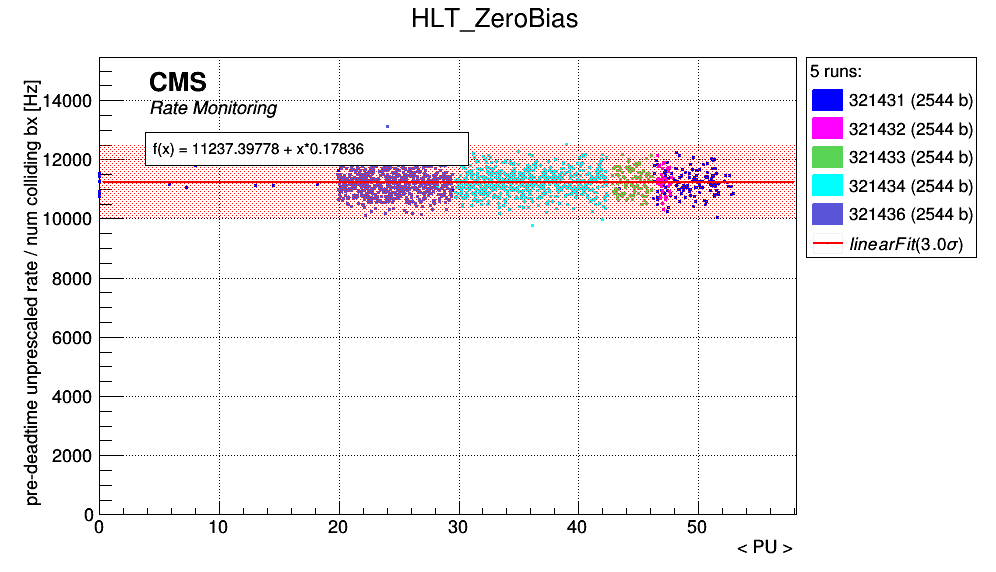 HLT_ZeroBias
CMS
Rate Monitoring
f(x) = 11237.39778 + x*0.17836
pre-deadtime unprescaled rate / num colliding bx [Hz]
14000
12000
10000
8000
6000
4000
2000
0
0 10 20 30 40 50
< PU >
5 runs:
321431 (2544 b)
321432 (2544 b)
321433 (2544 b)
321434 (2544 b)
321436 (2544 b)
linearFit(3.0σ)